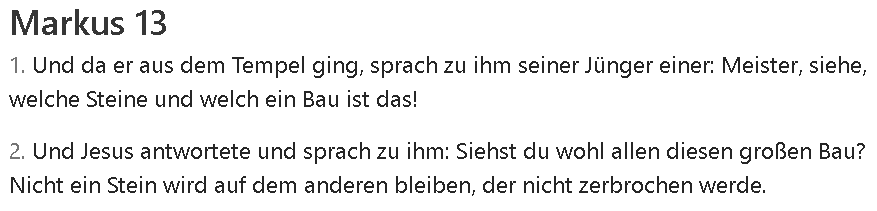 Markus 13
1. Und da er aus dem Tempel ging, sprach zu ihm seiner Jünger einer: Meister, siehe,
welche Steine und welch ein Bau ist das!
2. Und Jesus antwortete und sprach zu ihm: Siehst du wohl allen diesen großen Bau?
Nicht ein Stein wird auf dem anderen bleiben, der nicht zerbrochen werde.